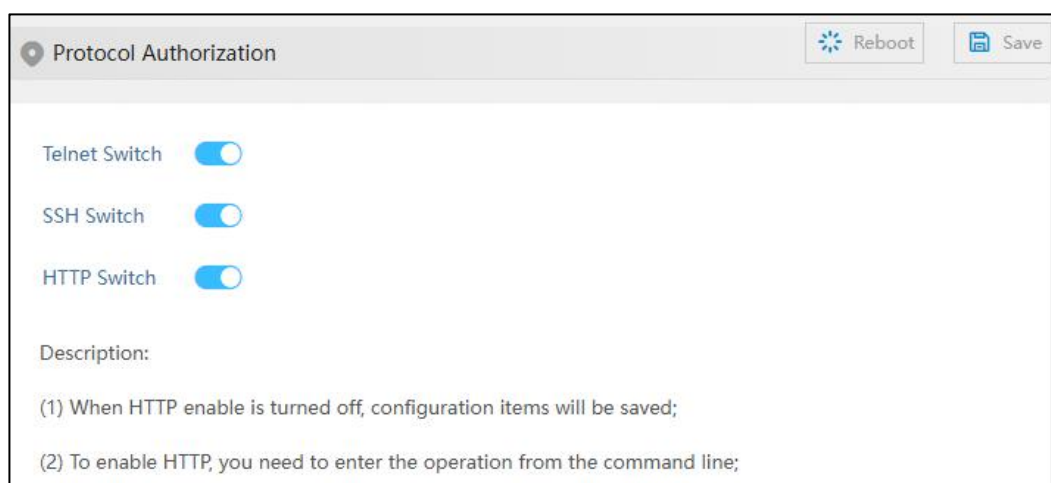 Protocol Authorization Reboot Save
Telnet Switch
SSH Switch
HTTP Switch
Description:
(1) When HTTP enable is turned off, configuration items will be saved;
(2) To enable HTTP, you need to enter the operation from the command line;